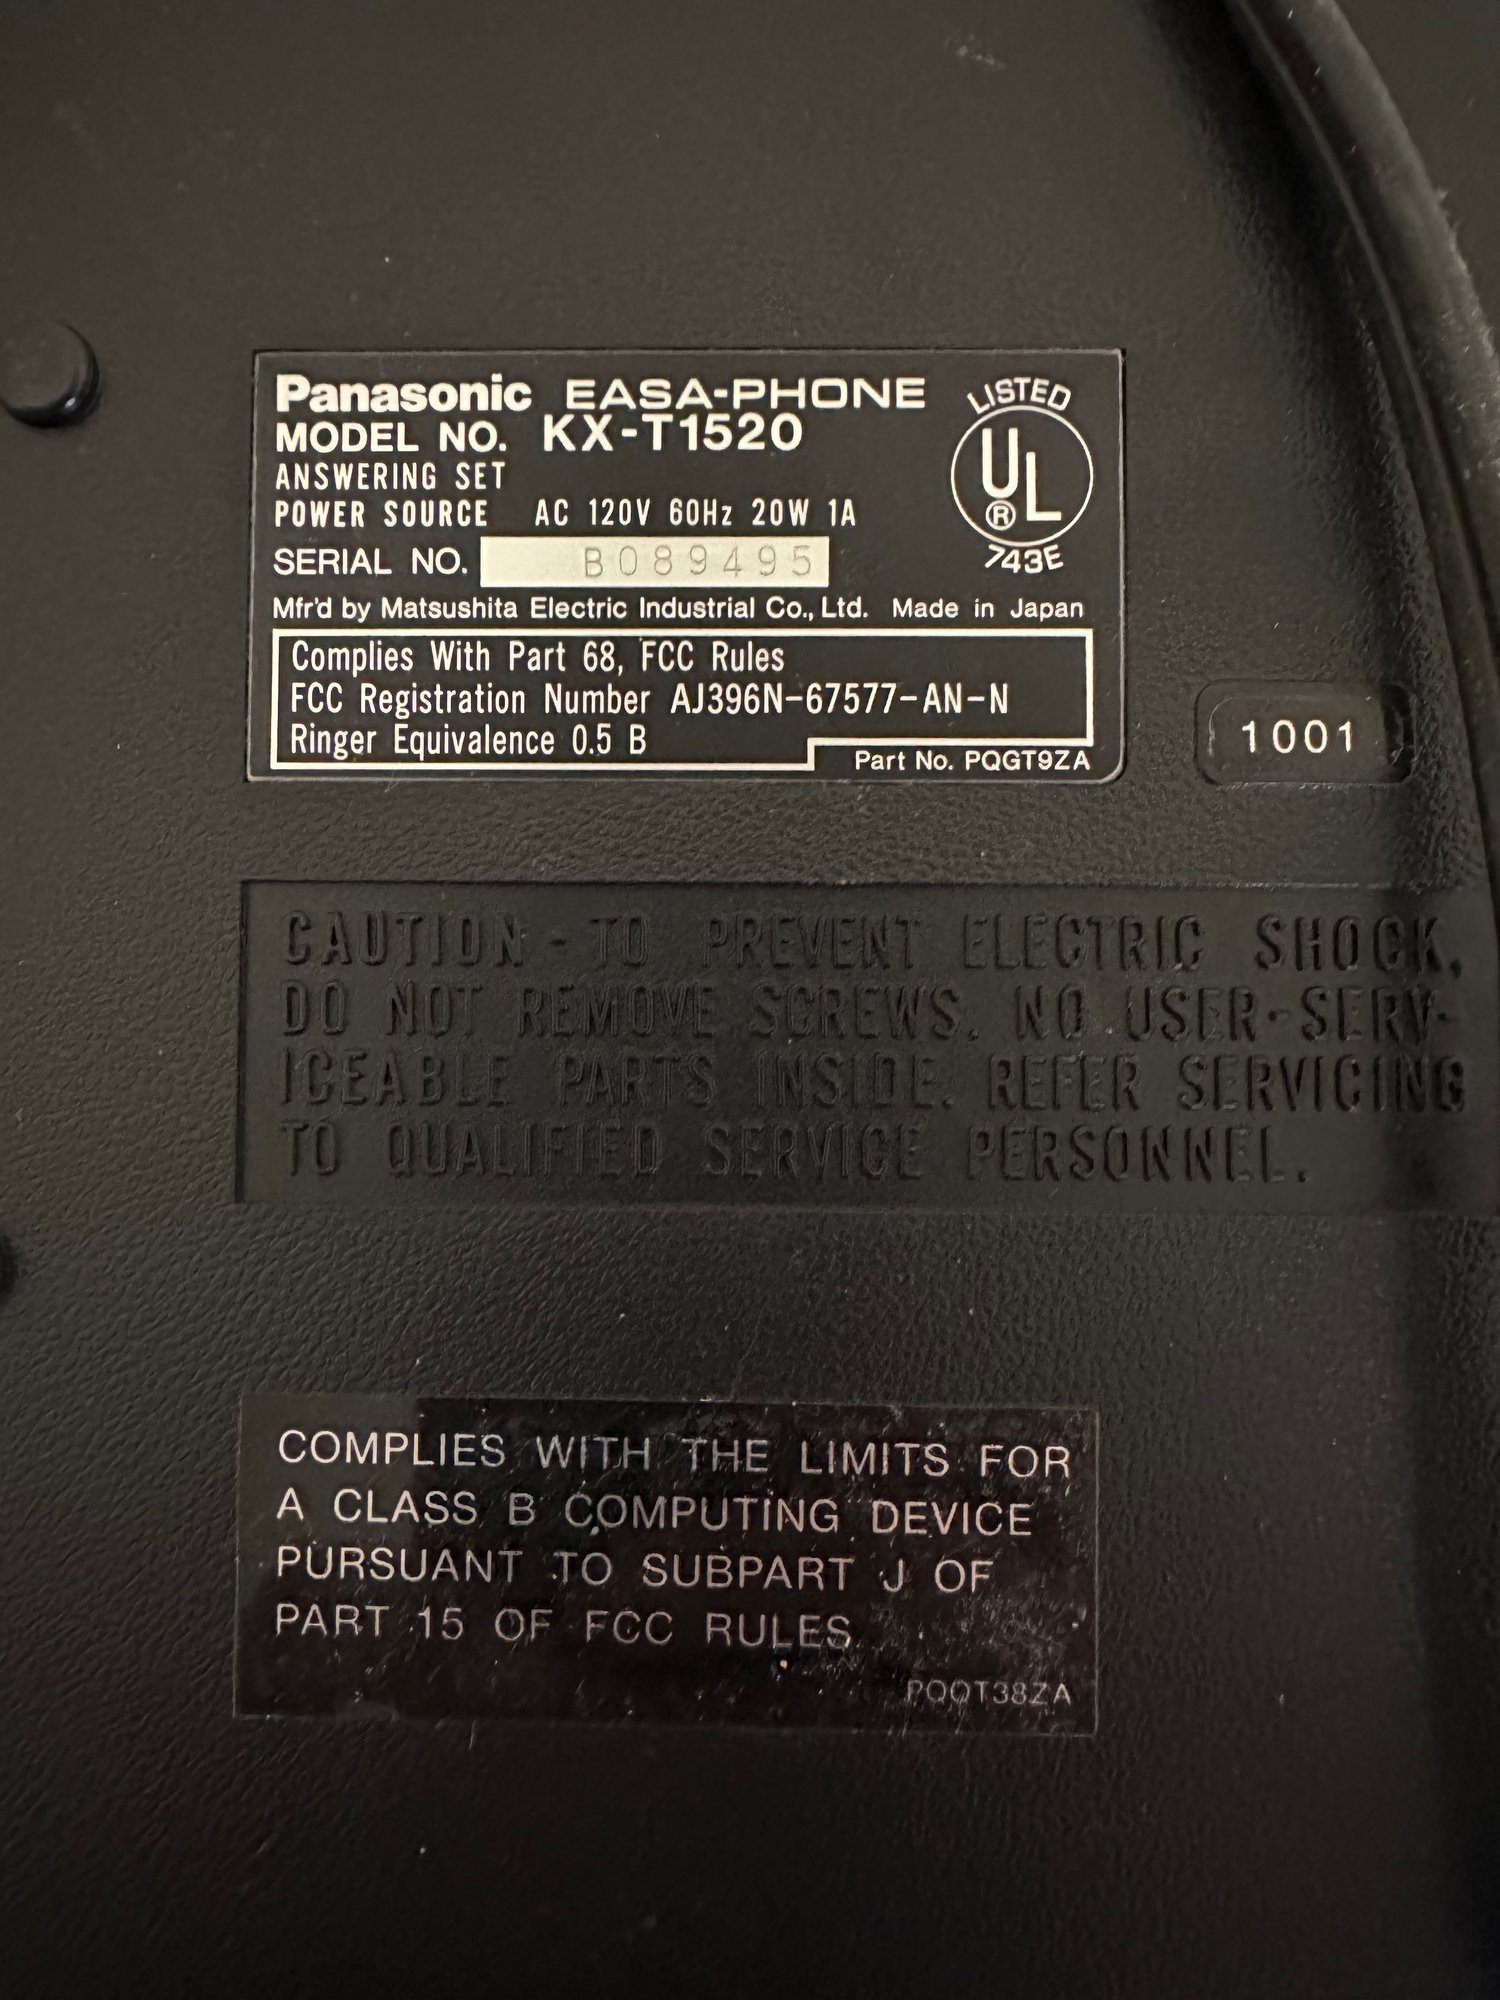 Panasonic EASA-PHONE
MODEL NO. KX-T1520
ANSWERING SET
POWER SOURCE AC 120V 60Hz 20W 1A
SERIAL NO. B089495
Mfr'd by Matsushita Electric Industrial Co., Ltd. Made in Japan
LISTED
UL
®
743E
Complies With Part 68, FCC Rules
FCC Registration Number AJ396N-67577-AN-N
Ringer Equivalence 0.5 B
Part No. PQGT9ZA
1001
CAUTION - TO PREVENT ELECTRIC SHOCK,
DO NOT REMOVE SCREWS. NO USER-SERV-
ICEABLE PARTS INSIDE. REFER SERVICING
TO QUALIFIED SERVICE PERSONNEL.
COMPLIES WITH THE LIMITS FOR
A CLASS B COMPUTING DEVICE
PURSUANT TO SUBPART J OF
PART 15 OF FCC RULES
PQQT38ZA